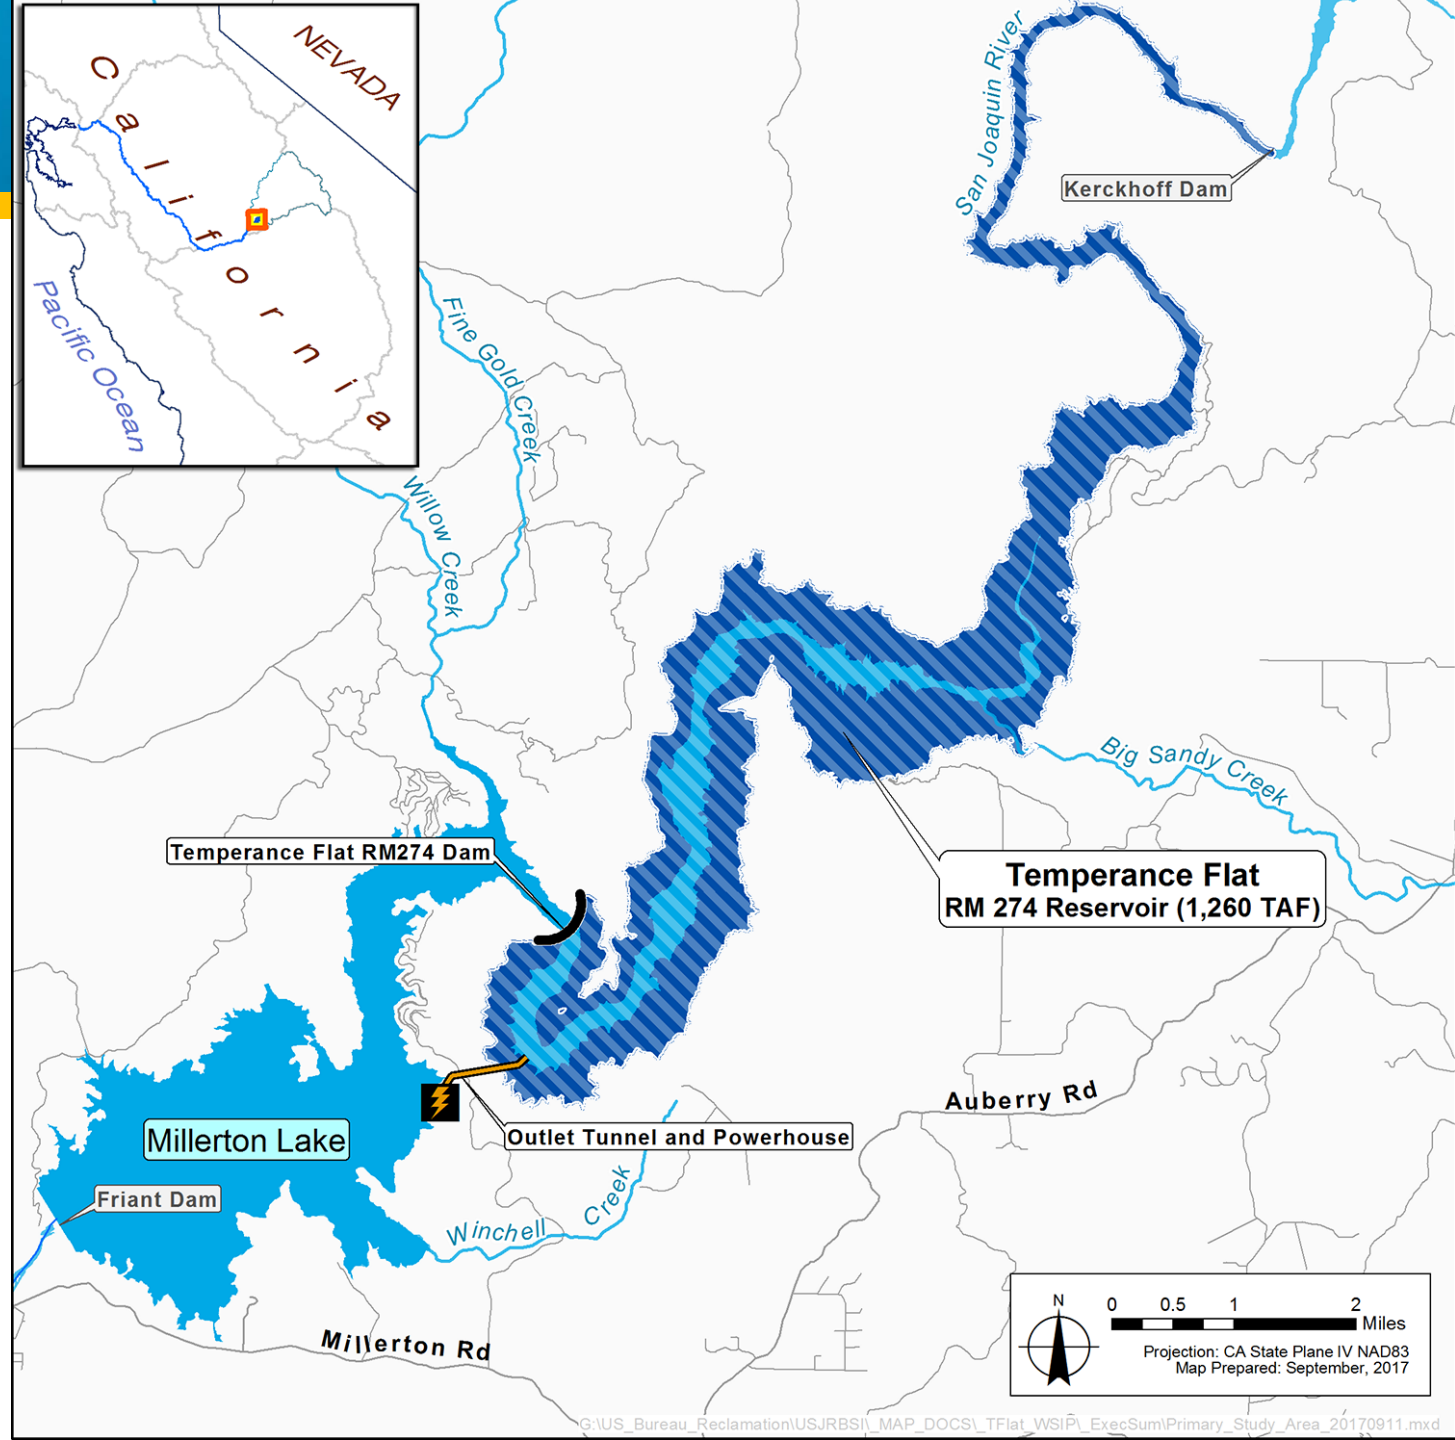 NEVADA
California
Pacific Ocean
San Joaquin River
Kerckhoff Dam
Fine Gold Creek
Willow Creek
Big Sandy Creek
Temperance Flat RM274 Dam
Temperance Flat
RM 274 Reservoir (1,260 TAF)
Auberry Rd
Outlet Tunnel and Powerhouse
Millerton Lake
Friant Dam
Winchell Creek
Millerton Rd
N
0 0.5 1 2
Miles
Projection: CA State Plane IV NAD83
Map Prepared: September, 2017
G:\US_Bureau_Reclamation\USJRBSI\_MAP_DOCS\_TFlat_WSIP\_ExecSum\Primary_Study_Area_20170911.mxd